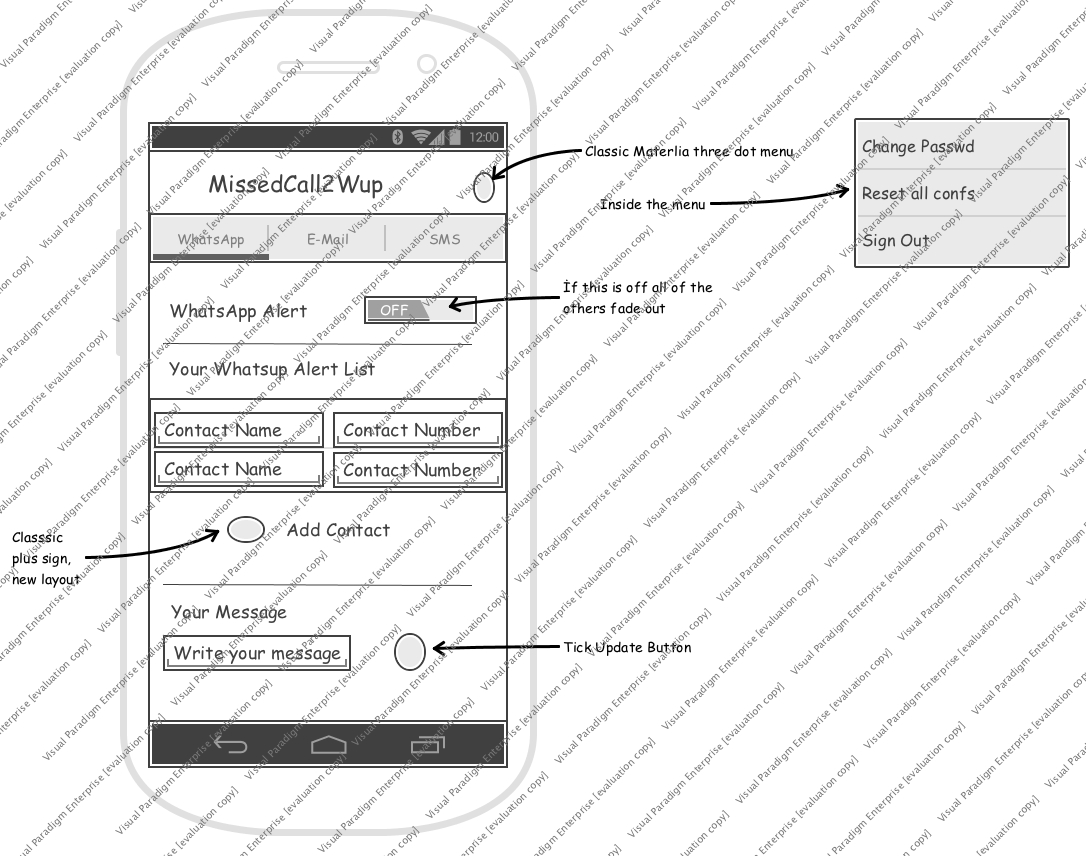 12:00
MissedCall2Wup
Classic Materlia three dot menu
Inside the menu
Change Passwd
Reset all confs
Sign Out
WhatsApp E-Mail SMS
WhatsApp Alert OFF
İf this is off all of the
others fade out
Your Whatsup Alert List
Contact Name Contact Number
Contact Name Contact Number
Add Contact
Classsic
plus sign,
new layout
Your Message
Write your message
Tick Update Button
Visual Paradigm Enterprise [evaluation copy]